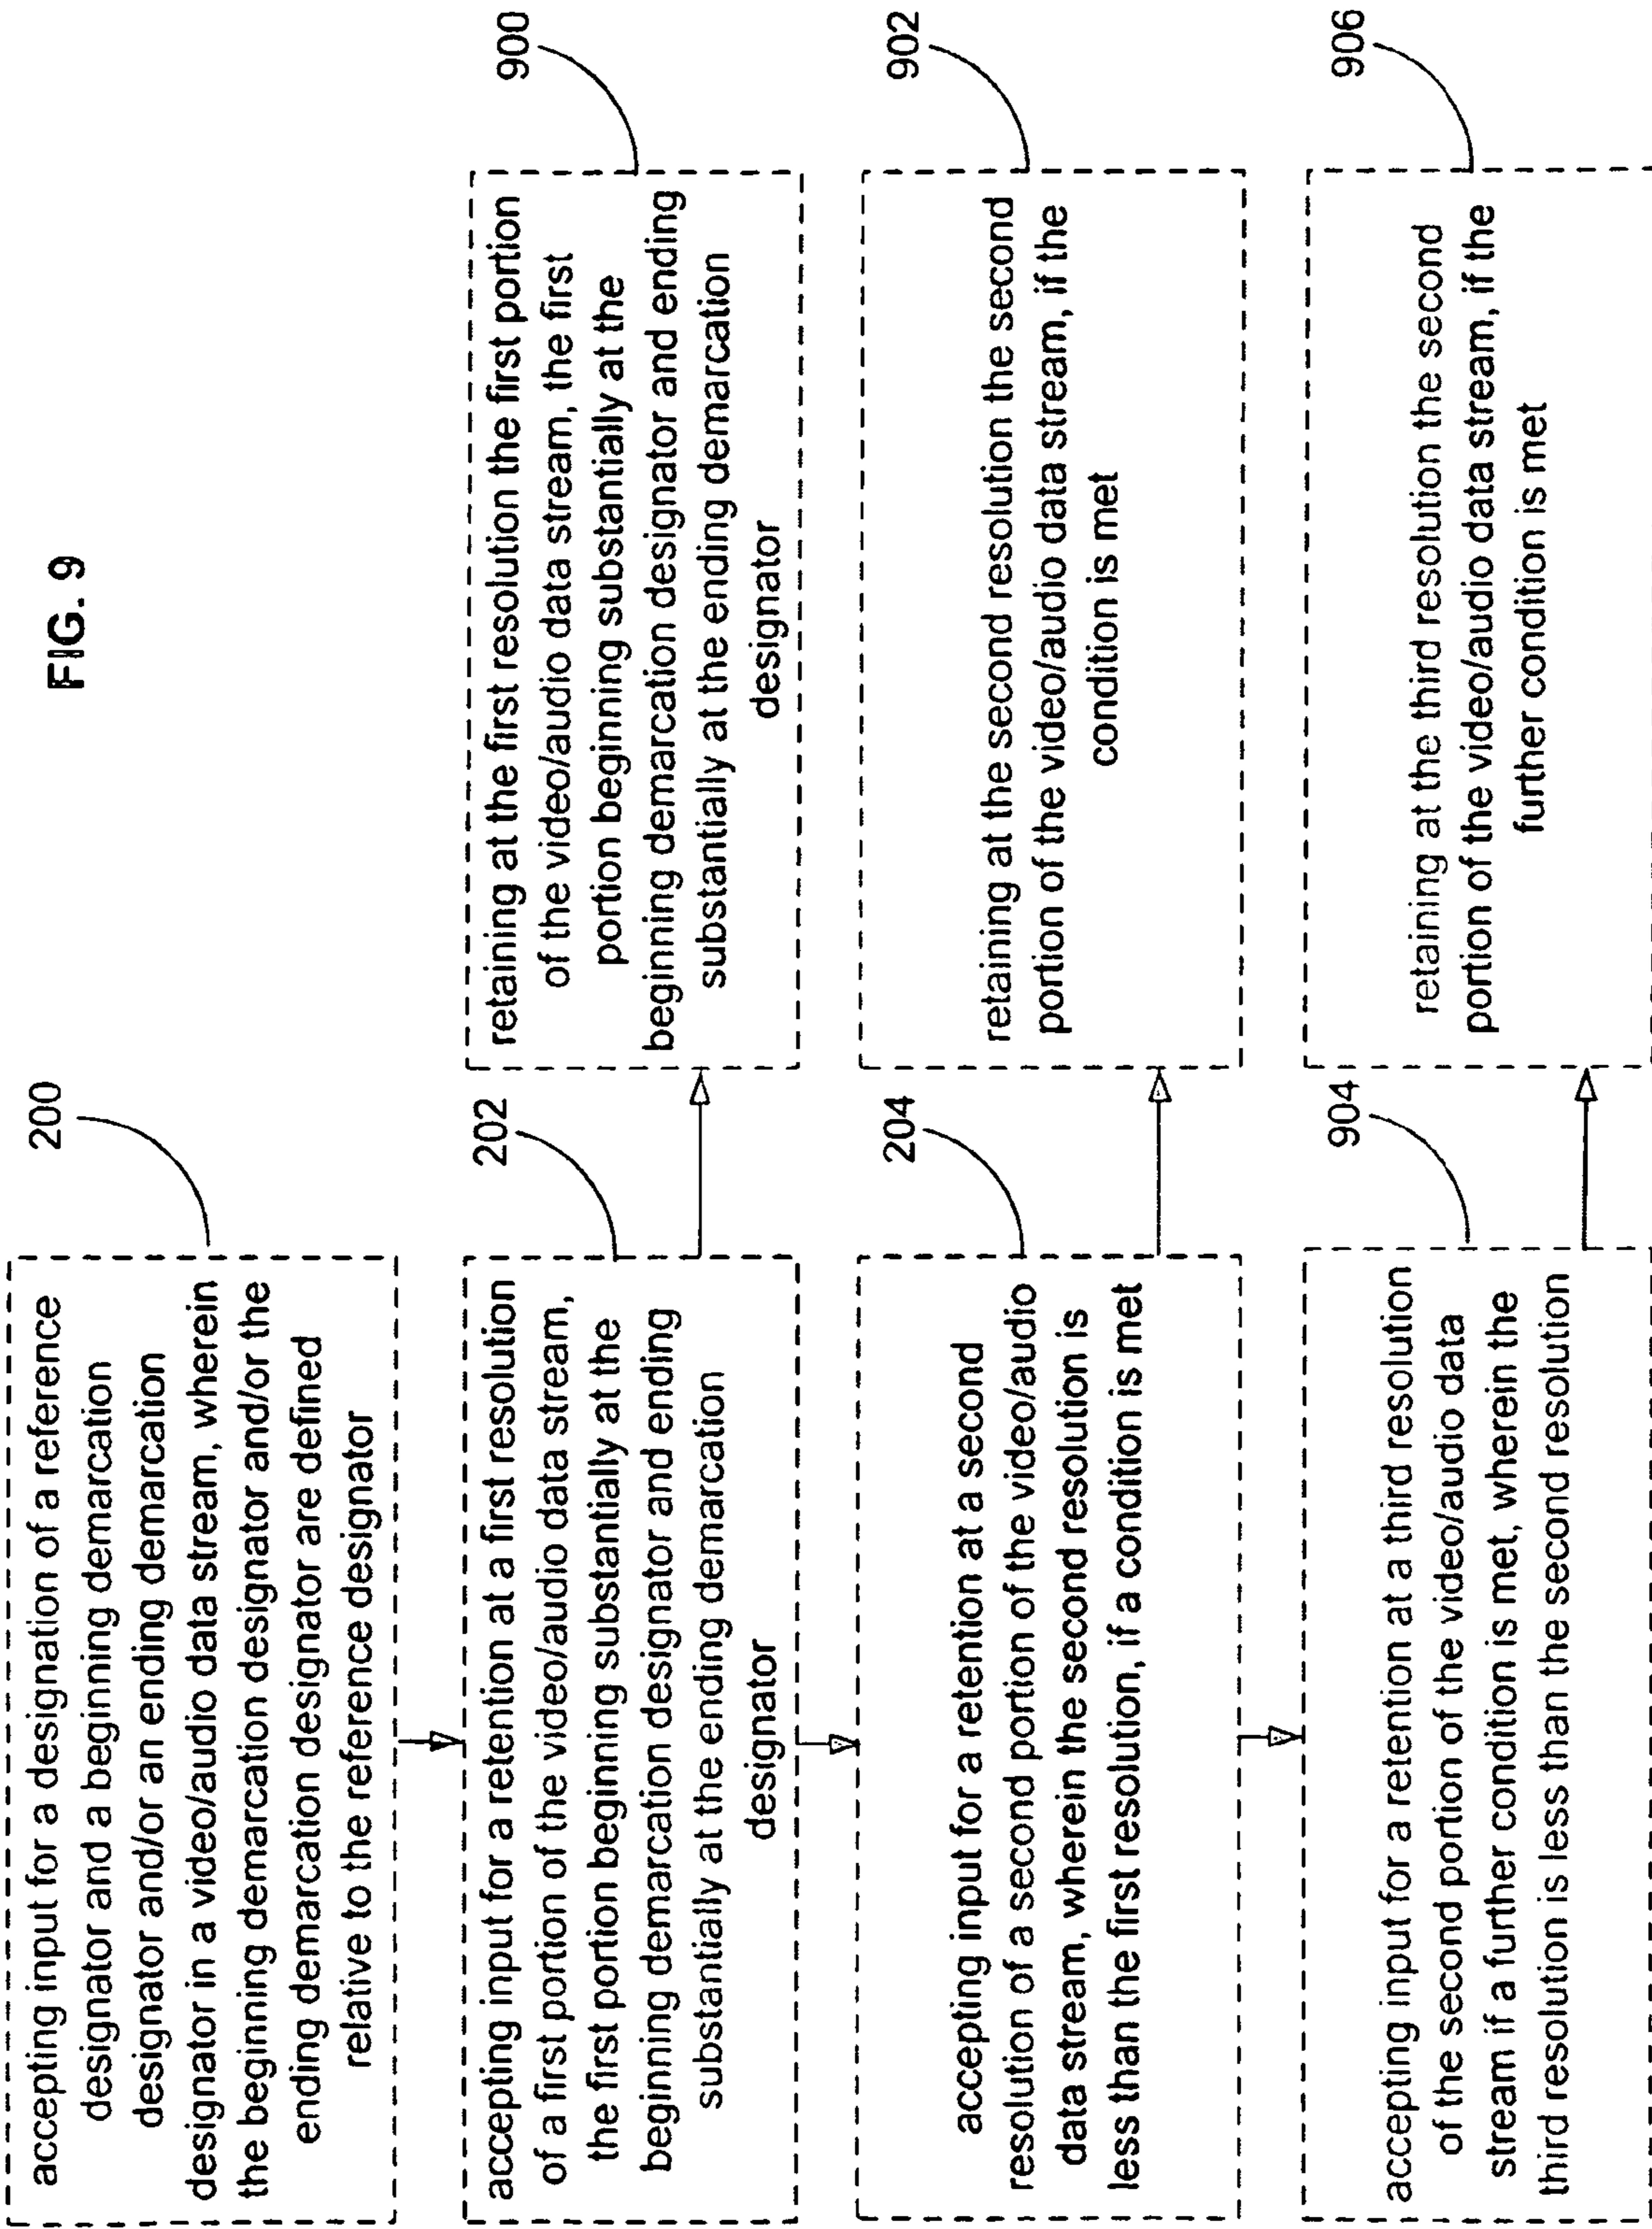 FIG. 9
200
accepting input for a designation of a reference
designator and a beginning demarcation
designator and/or an ending demarcation
designator in a video/audio data stream, wherein
the beginning demarcation designator and/or the
ending demarcation designator are defined
relative to the reference designator
202
accepting input for a retention at a first resolution
of a first portion of the video/audio data stream,
the first portion beginning substantially at the
beginning demarcation designator and ending
substantially at the ending demarcation
designator
900
retaining at the first resolution the first portion
of the video/audio data stream, the first
portion beginning substantially at the
beginning demarcation designator and ending
substantially at the ending demarcation
designator
204
accepting input for a retention at a second
resolution of a second portion of the video/audio
data stream, wherein the second resolution is
less than the first resolution, if a condition is met
902
retaining at the second resolution the second
portion of the video/audio data stream, if the
condition is met
904
accepting input for a retention at a third resolution
of the second portion of the video/audio data
stream if a further condition is met, wherein the
third resolution is less than the second resolution
906
retaining at the third resolution the second
portion of the video/audio data stream, if the
further condition is met